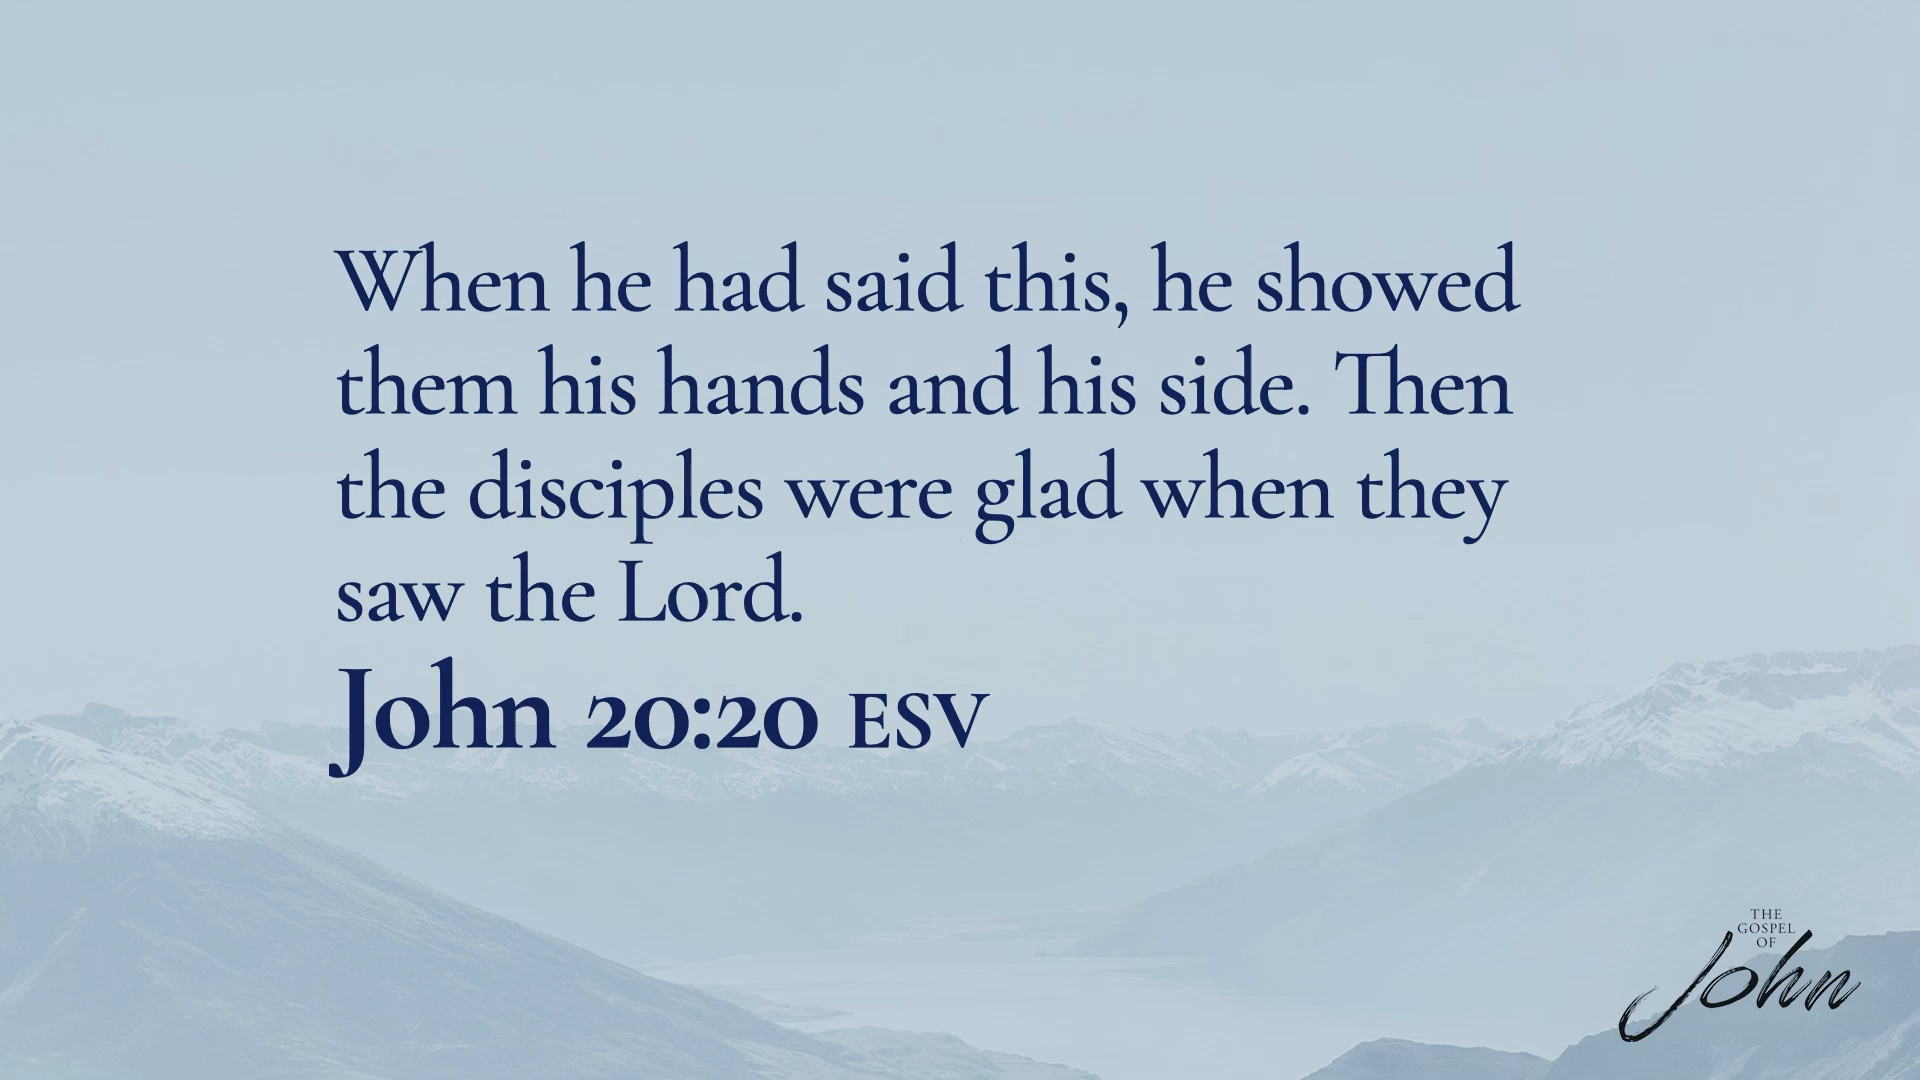 When he had said this, he showed
them his hands and his side. Then
the disciples were glad when they
saw the Lord.
John 20:20 ESV
THE
GOSPEL
OF
John